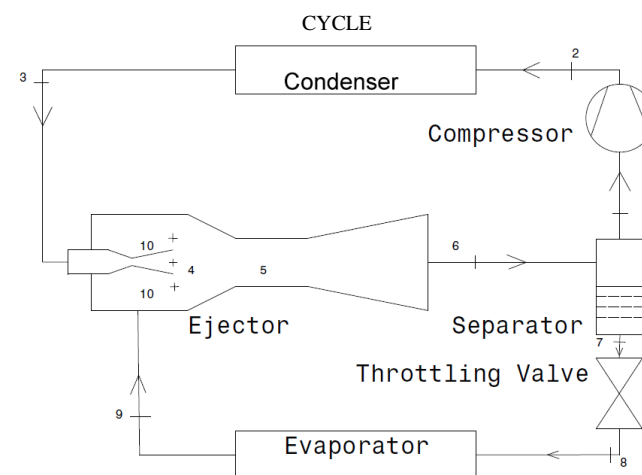 CYCLE
2
3
Condenser
Compressor
10
6
4
5
10
Ejector
Separator
7
Throttling Valve
9
Evaporator
8